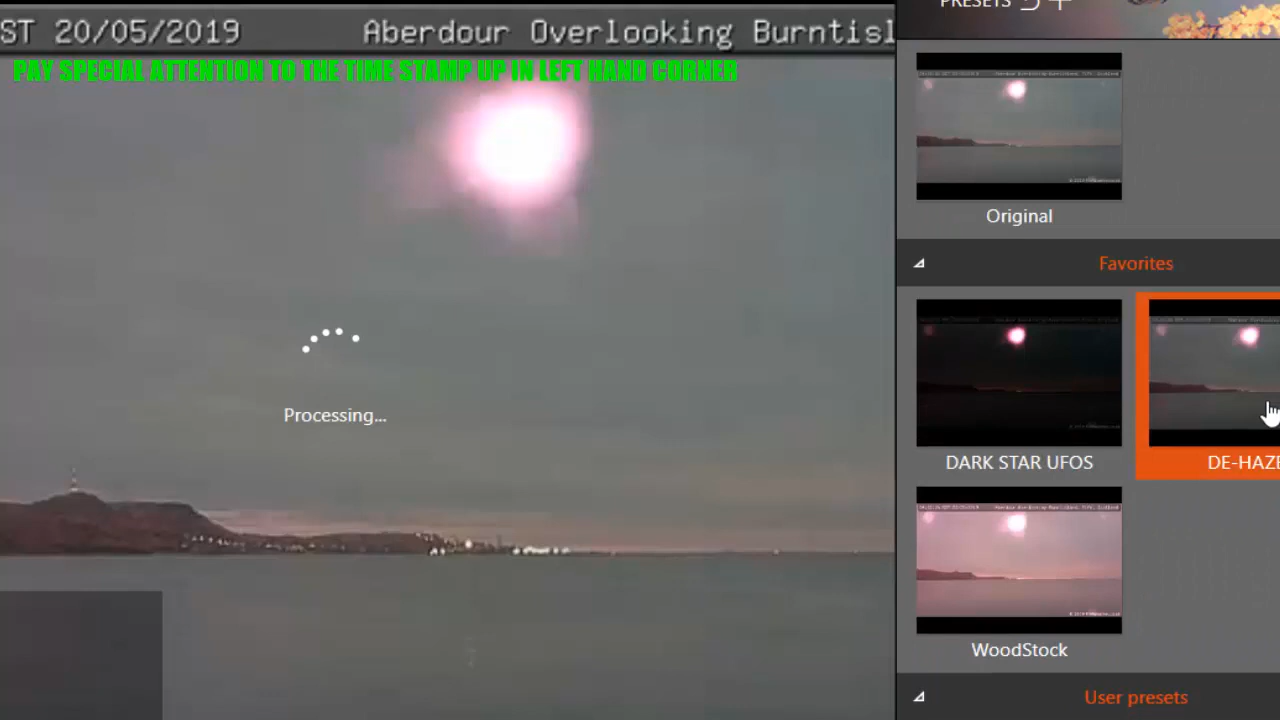 PRESETS
ST 20/05/2019 Aberdour Overlooking Burntisl
PAY SPECIAL ATTENTION TO THE TIME STAMP UP IN LEFT HAND CORNER
Original
Favorites
Processing...
DARK STAR UFOS
DE-HAZE
WoodStock
User presets